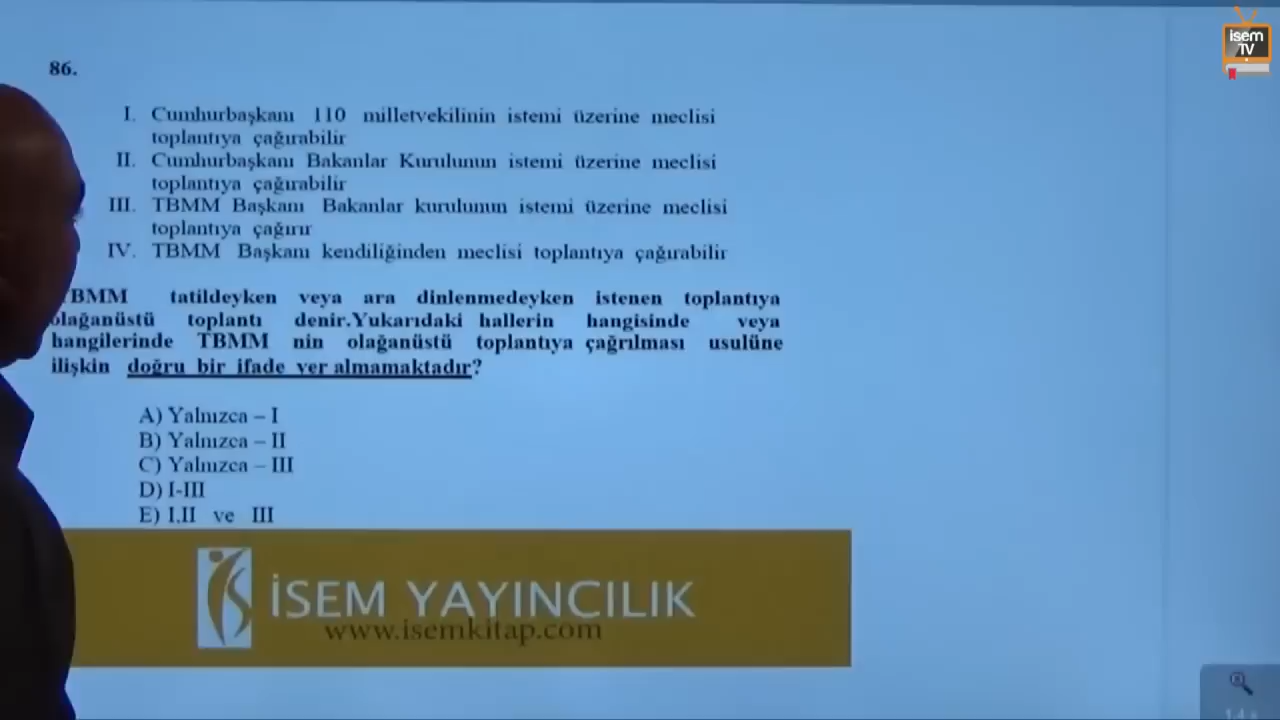 isem
TV
86.
I. Cumhurbaşkanı 110 milletvekilinin istemi üzerine meclisi
toplantıya çağırabilir
II. Cumhurbaşkanı Bakanlar Kurulunun istemi üzerine meclisi
toplantıya çağırabilir
III. TBMM Başkanı Bakanlar kurulunun istemi üzerine meclisi
toplantıya çağırır
IV. TBMM Başkanı kendiliğinden meclisi toplantıya çağırabilir
TBMM tatildeyken veya ara dinlenmedeyken istenen toplantıya
olağanüstü toplantı denir.Yukarıdaki hallerin hangisinde veya
hangilerinde TBMM nin olağanüstü toplantıya çağrılması usulüne
ilişkin doğru bir ifade yer almamaktadır?
A) Yalnızca – I
B) Yalnızca – II
C) Yalnızca – III
D) I-III
E) I,II ve III
İSEM YAYINCILIK
www.isemkitap.com